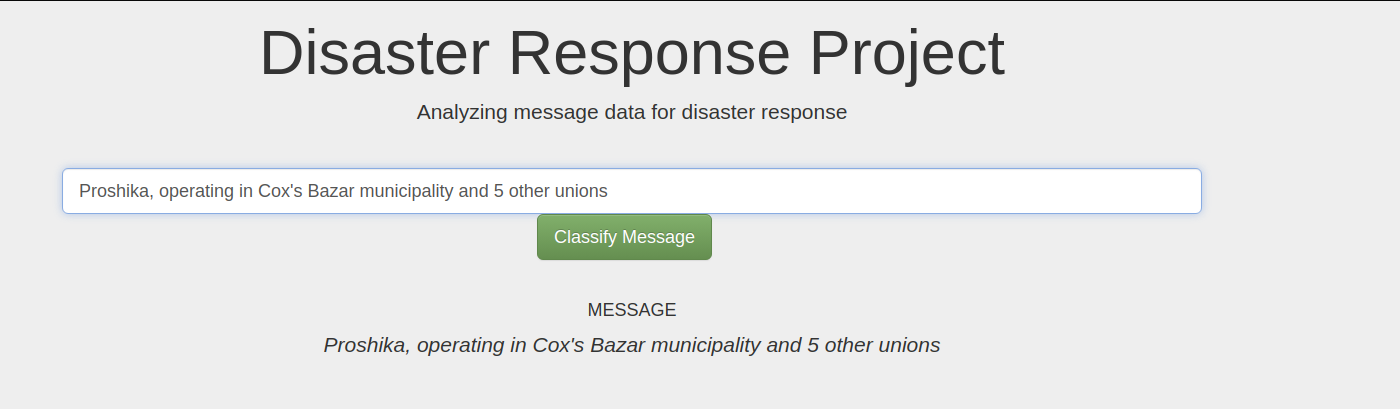 Disaster Response Project
Analyzing message data for disaster response
Proshika, operating in Cox's Bazar municipality and 5 other unions
Classify Message
MESSAGE
Proshika, operating in Cox's Bazar municipality and 5 other unions